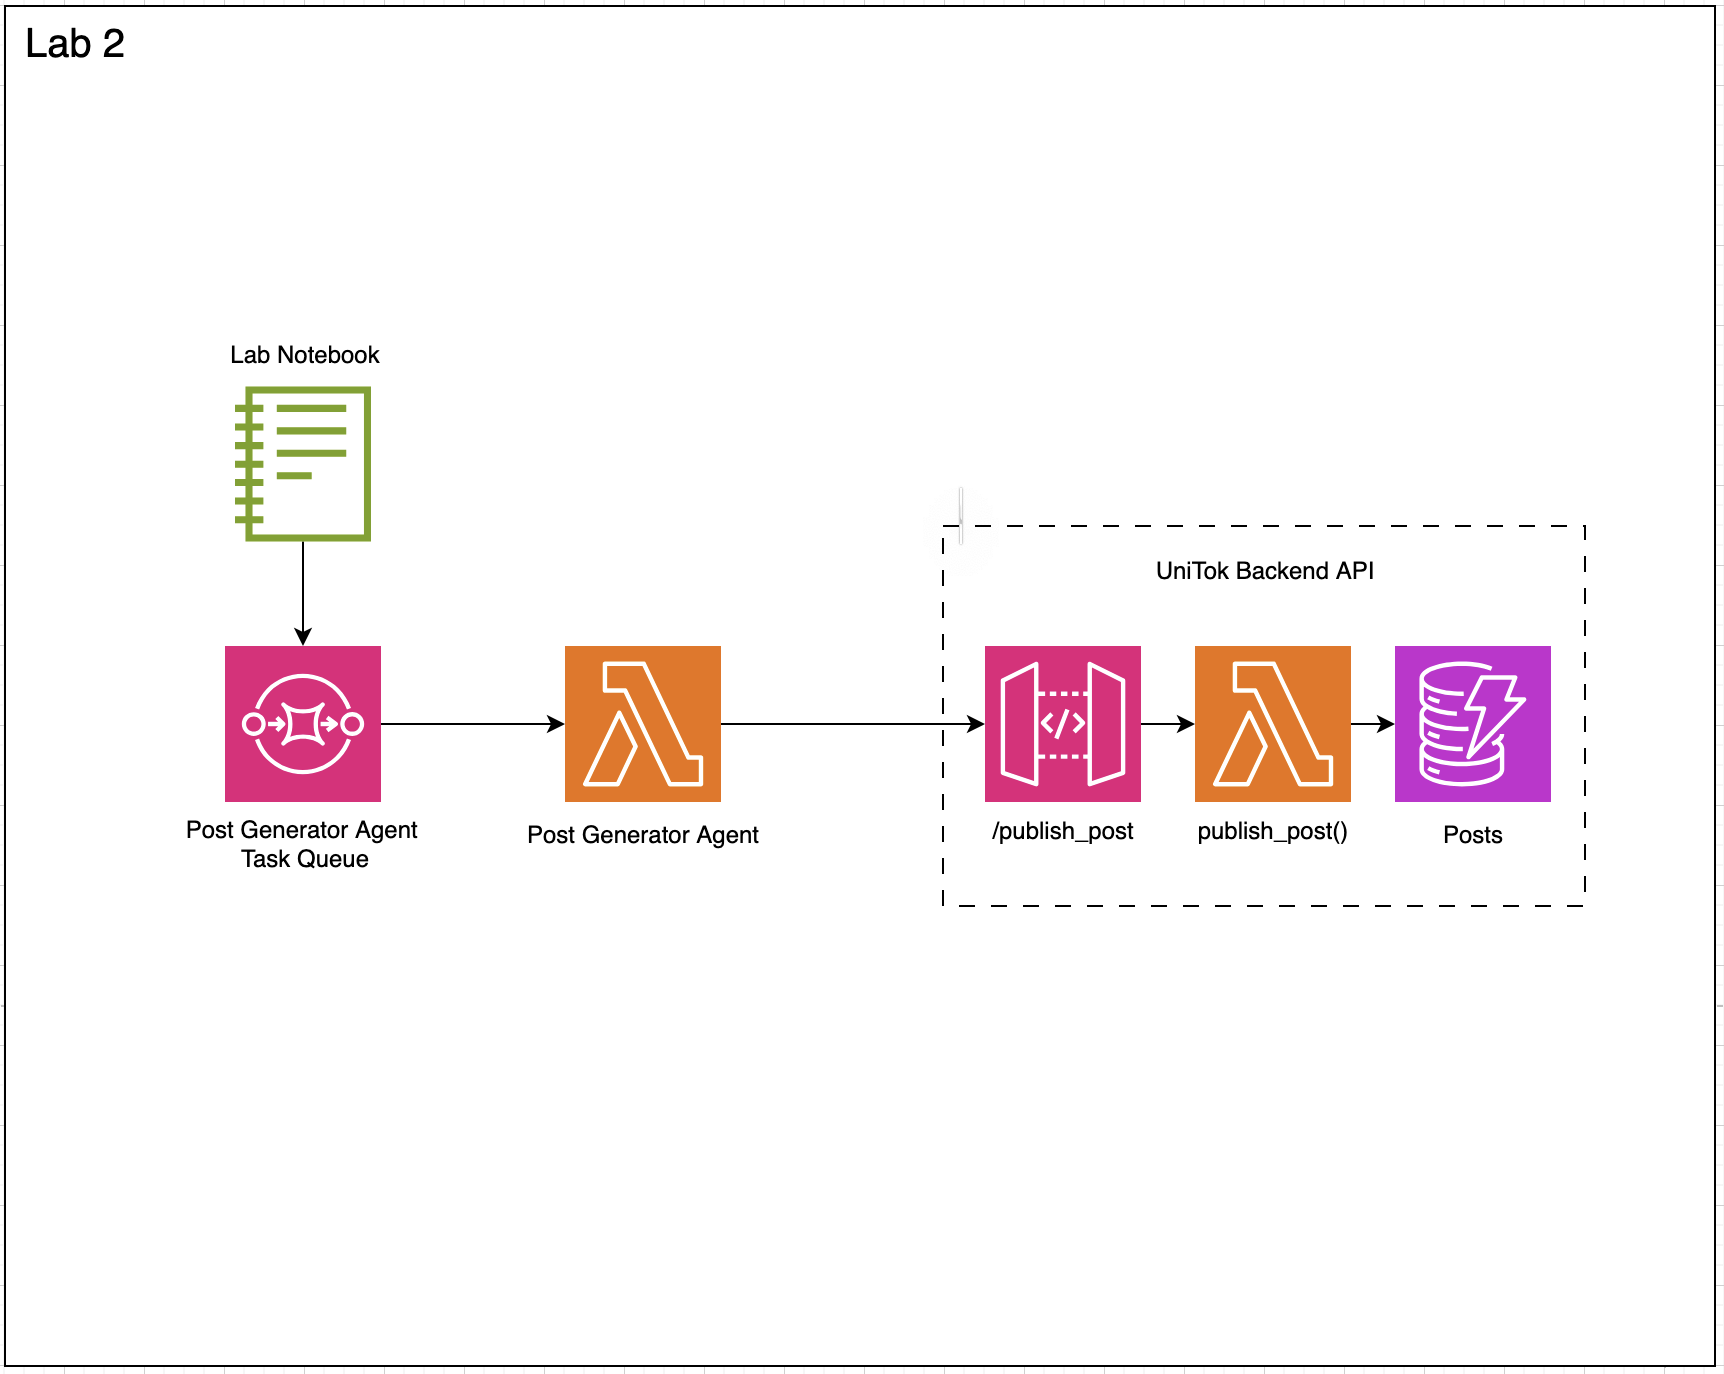 Lab 2
Lab Notebook
UniTok Backend API
</>
Post Generator Agent
Task Queue
Post Generator Agent
/publish_post
publish_post()
Posts